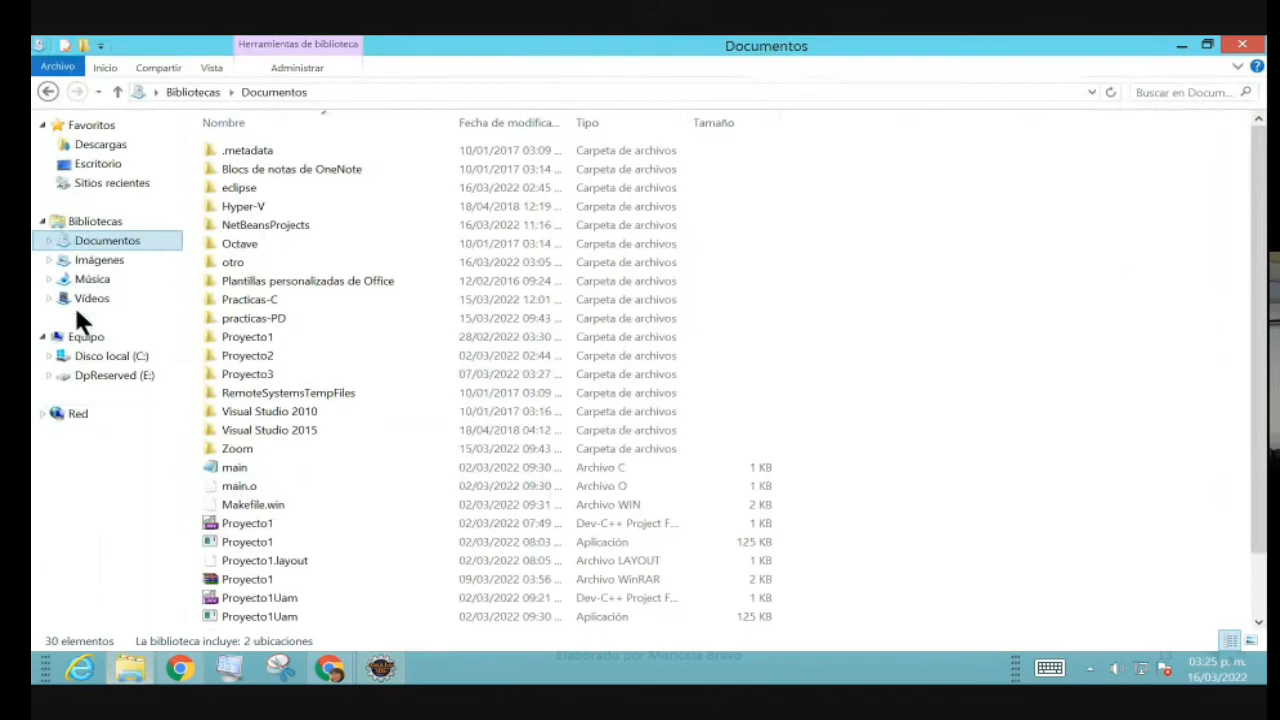 Herramientas de biblioteca
Documentos
Archivo Inicio Compartir Vista Administrar
Bibliotecas Documentos
Buscar en Docum...
Favoritos
Descargas
Escritorio
Sitios recientes
Bibliotecas
Documentos
Imágenes
Música
Vídeos
Equipo
Disco local (C:)
DpReserved (E:)
Red
Nombre Fecha de modifica... Tipo Tamaño
.metadata 10/01/2017 03:09 ... Carpeta de archivos
Blocs de notas de OneNote 10/01/2017 03:14 ... Carpeta de archivos
eclipse 16/03/2022 02:45 ... Carpeta de archivos
Hyper-V 18/04/2018 12:19 ... Carpeta de archivos
NetBeansProjects 16/03/2022 11:16 ... Carpeta de archivos
Octave 10/01/2017 03:14 ... Carpeta de archivos
otro 16/03/2022 03:05 ... Carpeta de archivos
Plantillas personalizadas de Office 12/02/2016 09:24 ... Carpeta de archivos
Practicas-C 15/03/2022 12:01 ... Carpeta de archivos
practicas-PD 15/03/2022 09:43 ... Carpeta de archivos
Proyecto1 28/02/2022 03:30 ... Carpeta de archivos
Proyecto2 02/03/2022 02:44 ... Carpeta de archivos
Proyecto3 07/03/2022 03:27 ... Carpeta de archivos
RemoteSystemsTempFiles 10/01/2017 03:09 ... Carpeta de archivos
Visual Studio 2010 10/01/2017 03:16 ... Carpeta de archivos
Visual Studio 2015 18/04/2018 04:12 ... Carpeta de archivos
Zoom 15/03/2022 09:43 ... Carpeta de archivos
main 02/03/2022 09:30 ... Archivo C 1 KB
main.o 02/03/2022 09:30 ... Archivo O 1 KB
Makefile.win 02/03/2022 09:31 ... Archivo WIN 2 KB
Proyecto1 02/03/2022 07:49 ... Dev-C++ Project F... 1 KB
Proyecto1 02/03/2022 08:03 ... Aplicación 125 KB
Proyecto1.layout 02/03/2022 08:05 ... Archivo LAYOUT 1 KB
Proyecto1 09/03/2022 03:56 ... Archivo WinRAR 2 KB
Proyecto1Uam 02/03/2022 09:21 ... Dev-C++ Project F... 1 KB
Proyecto1Uam 02/03/2022 09:30 ... Aplicación 125 KB
30 elementos La biblioteca incluye: 2 ubicaciones
Elaborado por Maricela Bravo
03:25 p. m.
16/03/2022